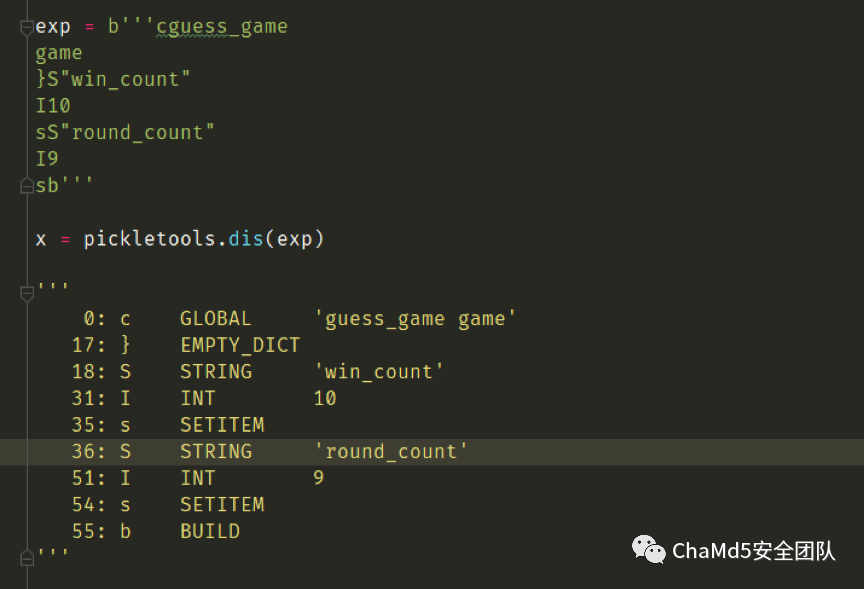 exp = b'''cguess_game
game
}S"win_count"
I10
sS"round_count"
I9
sb'''
x = pickletools.dis(exp)
'''
0: c GLOBAL 'guess_game game'
17: } EMPTY_DICT
18: S STRING 'win_count'
31: I INT 10
35: s SETITEM
36: S STRING 'round_count'
51: I INT 9
54: s SETITEM
55: b BUILD
'''
ChaMd5安全团队